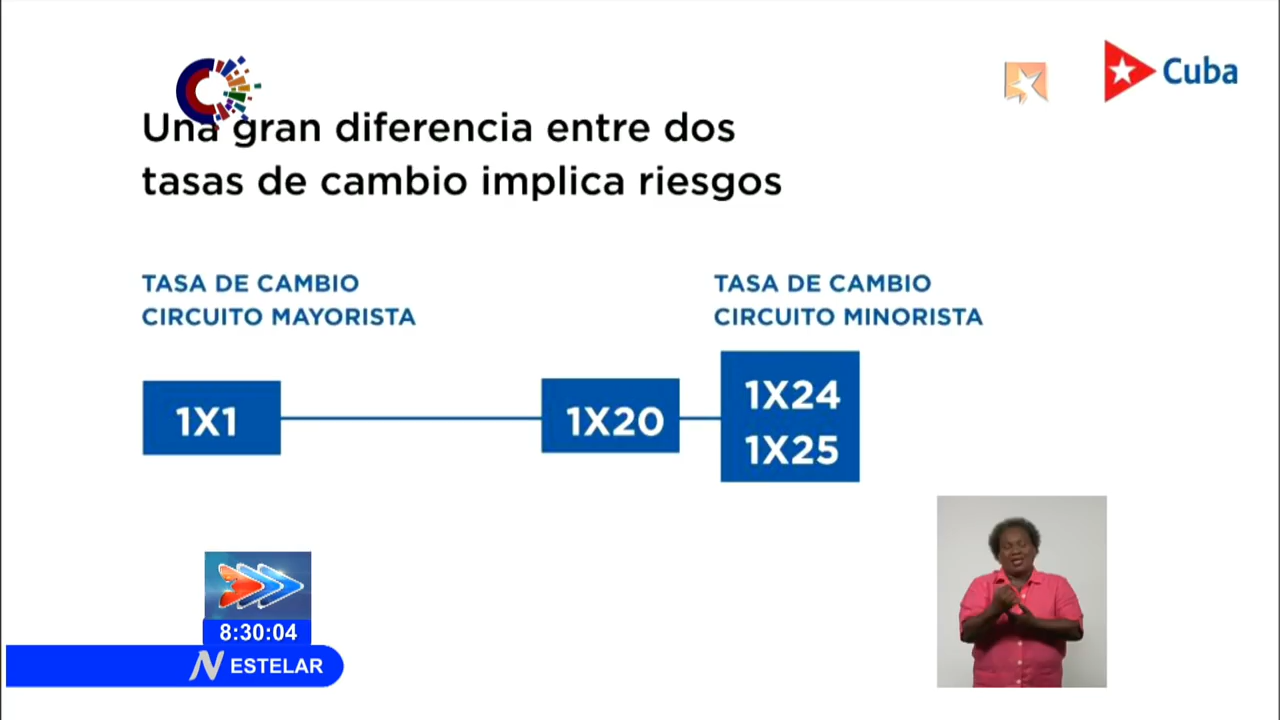 Cuba
Una gran diferencia entre dos
tasas de cambio implica riesgos
TASA DE CAMBIO
CIRCUITO MAYORISTA
TASA DE CAMBIO
CIRCUITO MINORISTA
1X1
1X20
1X24
1X25
8:30:04
N ESTELAR